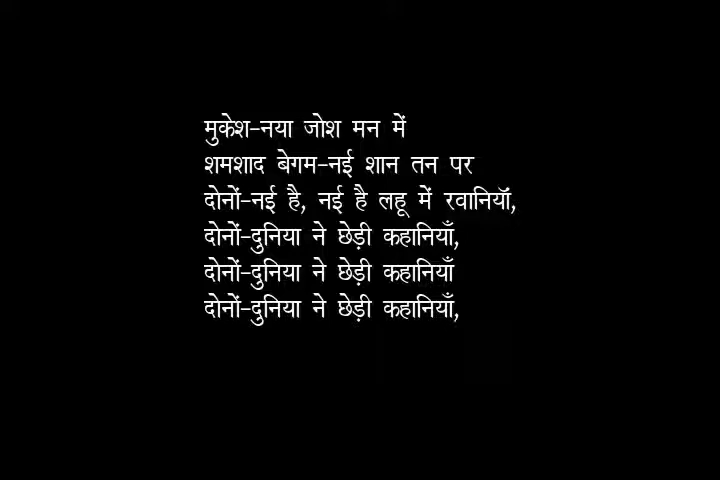 मुकेश-नया जोश मन में
शमशाद बेगम-नई शान तन पर
दोनों-नई है, नई है लहू में रवानियॉं,
दोनों-दुनिया ने छेड़ी कहानियाँ,
दोनों-दुनिया ने छेड़ी कहानियाँ
दोनों-दुनिया ने छेड़ी कहानियाँ,